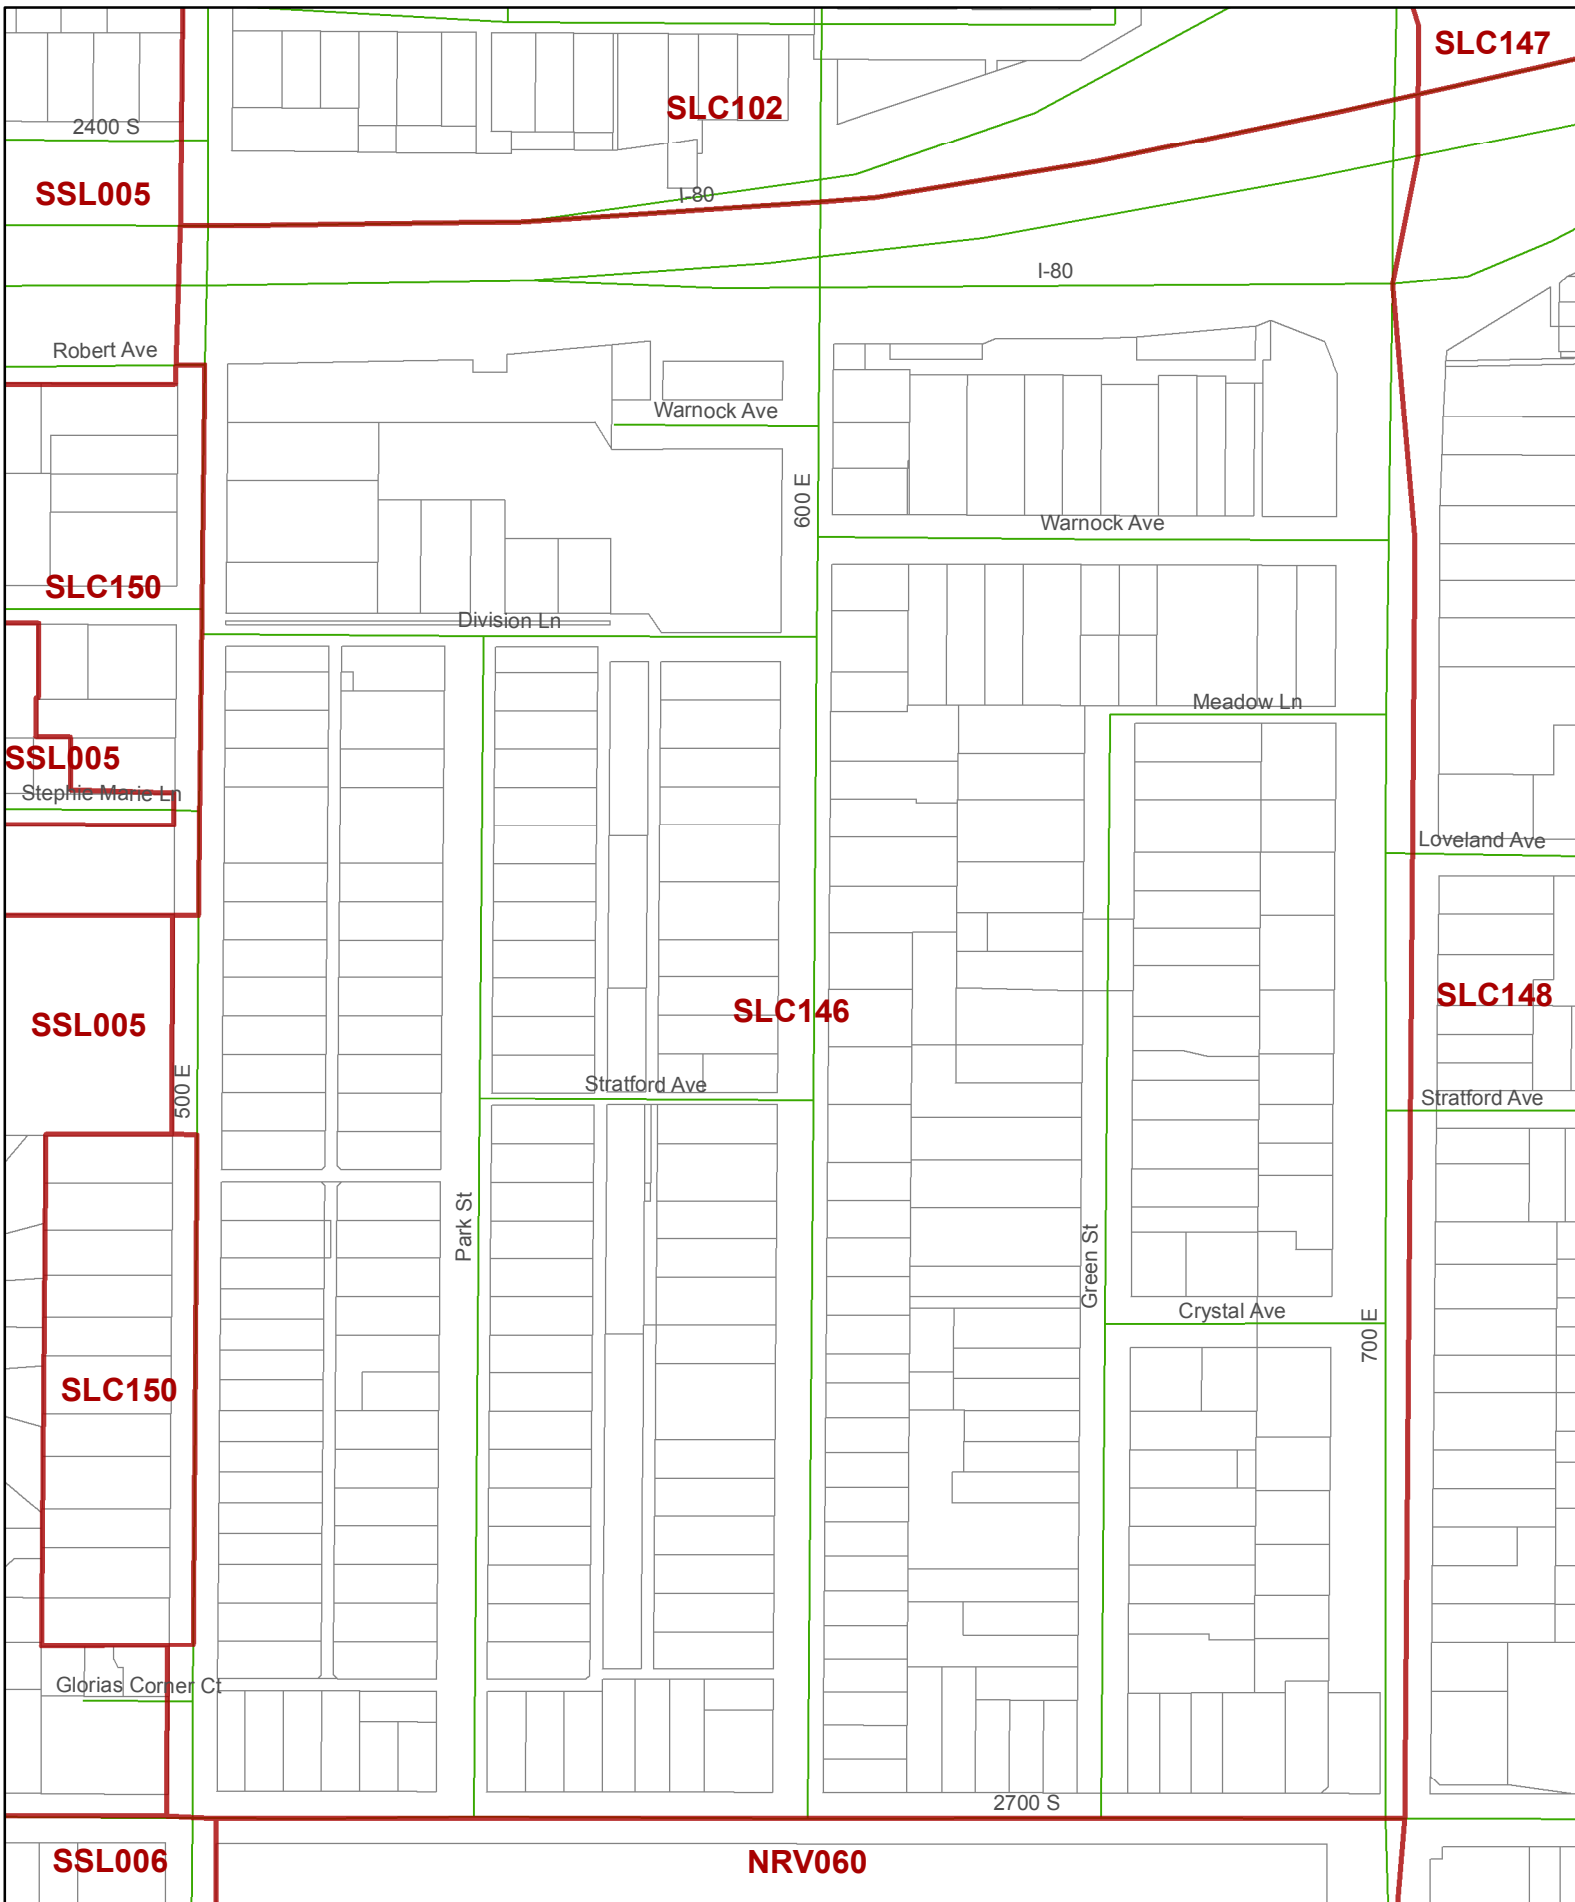 SLC147
SLC102
2400 S
SSL005
I-80
I-80
Robert Ave
Warnock Ave
600 E
Warnock Ave
SLC150
Division Ln
Meadow Ln
SSL005
Stephie Marie Ln
Loveland Ave
SLC148
SLC146
SSL005
500 E
Stratford Ave
Stratford Ave
Park St
Green St
Crystal Ave
700 E
SLC150
Glorias Corner Ct
2700 S
SSL006
NRV060